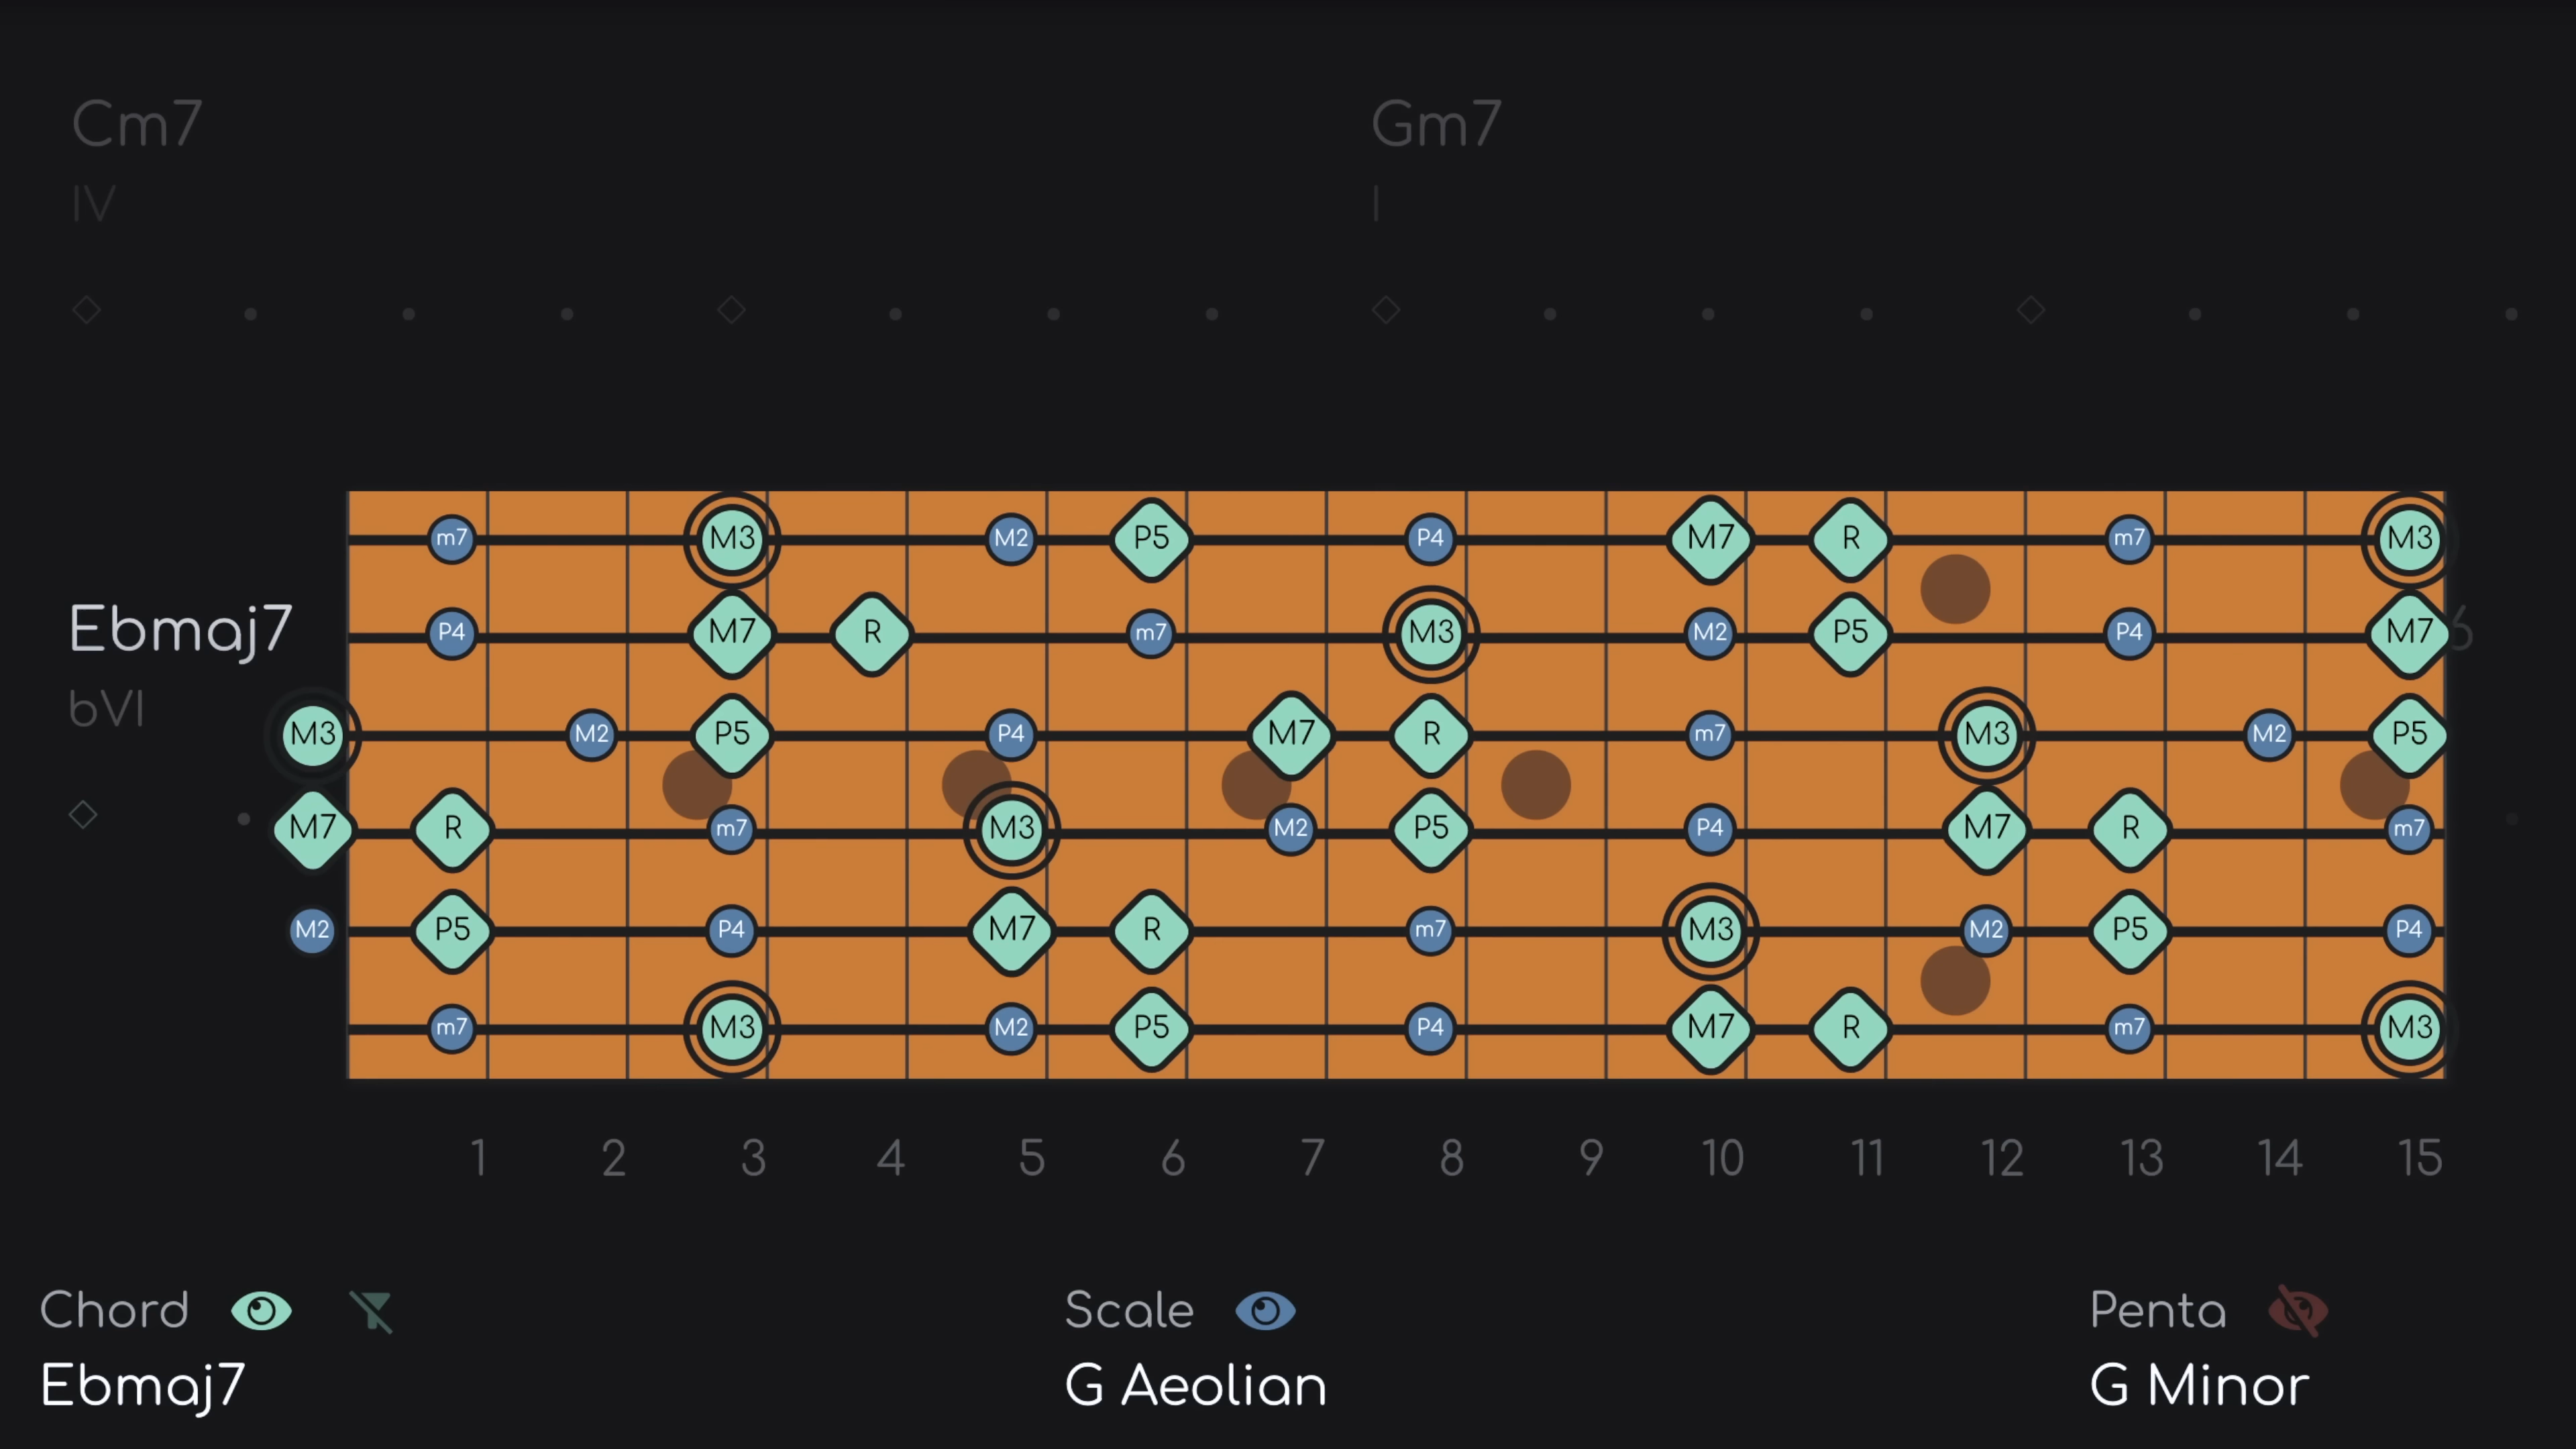 Cm7 Gm7
IV I
m7 M3 M2 P5 P4 M7 R m7 M3
Ebmaj7 P4 M7 R m7 M3 M2 P5 P4 M7 6
bVI
M3 M2 P5 P4 M7 R m7 M3 M2 P5
M7 R m7 M3 M2 P5 P4 M7 R m7
M2 P5 P4 M7 R m7 M3 M2 P5 P4
m7 M3 M2 P5 P4 M7 R m7 M3
1 2 3 4 5 6 7 8 9 10 11 12 13 14 15
Chord Scale Penta
Ebmaj7 G Aeolian G Minor